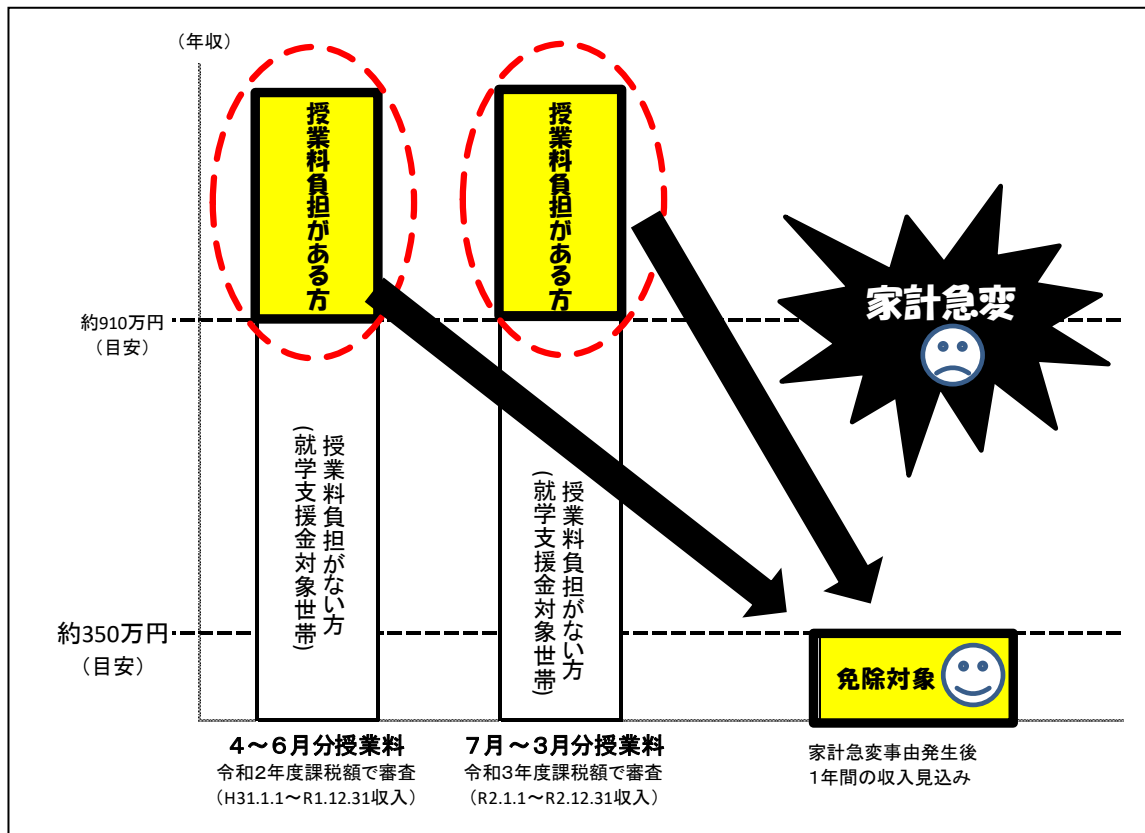 （年収）
授業料負担がある方
授業料負担がある方
家計急変
約910万円
（目安）
授業料負担がない方
（就学支援金対象世帯）
授業料負担がない方
（就学支援金対象世帯）
約350万円
（目安）
免除対象
４～６月分授業料
令和2年度課税額で審査
（H31.1.1～R1.12.31収入）
７月～３月分授業料
令和3年度課税額で審査
（R2.1.1～R2.12.31収入）
家計急変事由発生後
１年間の収入見込み